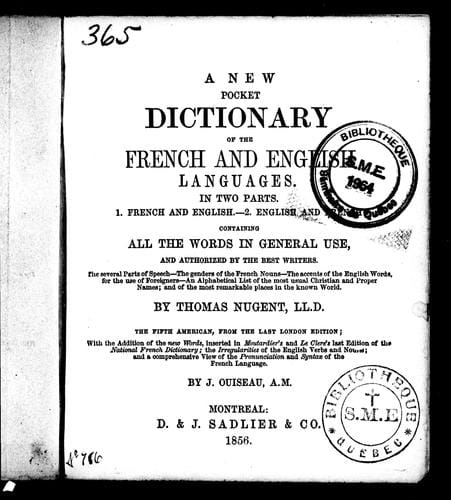 365
A NEW
POCKET
DICTIONARY
OF THE
FRENCH AND ENGLISH
LANGUAGES.
IN TWO PARTS.
1. FRENCH AND ENGLISH.—2. ENGLISH AND FRENCH
CONTAINING
ALL THE WORDS IN GENERAL USE,
AND AUTHORIZED BY THE BEST WRITERS.
The several Parts of Speech—The genders of the French Nouns—The accents of the English Words,
for the use of Foreigners—An Alphabetical List of the most usual Christian and Proper
Names; and of the most remarkable places in the known World.
BY THOMAS NUGENT, LL.D.
THE FIFTH AMERICAN, FROM THE LAST LONDON EDITION;
With the Addition of the new Words, inserted in Moutardier's and Le Clere's last Edition of the
National French Dictionary; the Irregularities of the English Verbs and Nouns;
and a comprehensive View of the Pronunciation and Syntax of the
French Language.
BY J. OUISEAU, A.M.
MONTREAL:
D. & J. SADLIER & CO.
1856.
BIBLIOTHEQUE
S.M.E.
1964
Québec
BIBLIOTHEQUE
S.M.E
QUÉBEC